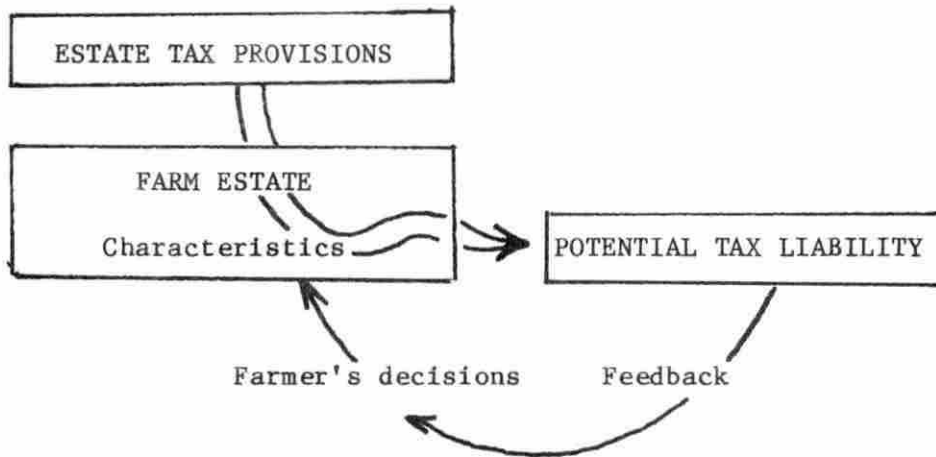 ESTATE TAX PROVISIONS
FARM ESTATE
Characteristics
POTENTIAL TAX LIABILITY
Farmer's decisions
Feedback